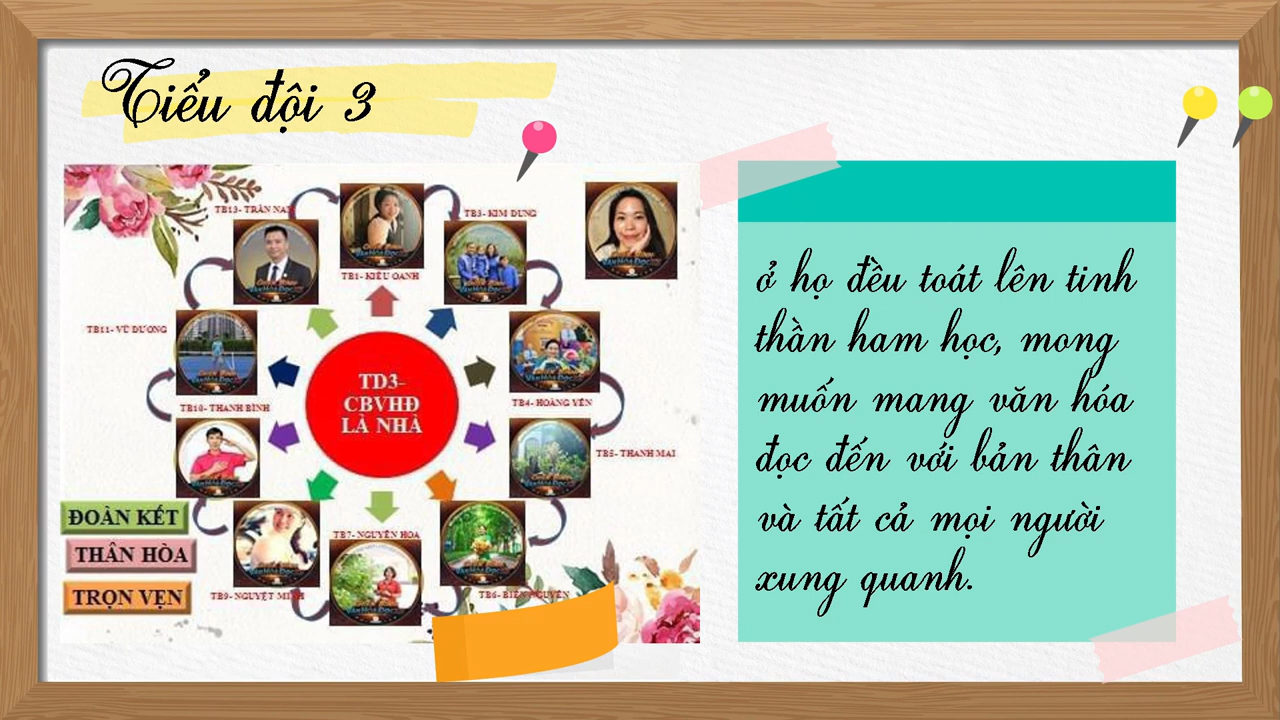 Tiểu đội 3
TB13- TRẦN NAM
TB3- KIM DUNG
TB1- KIỀU OANH
TB11- VŨ DƯƠNG
TB10- THANH BÌNH
TB4- HOÀNG YẾN
TB5- THANH MAI
TD3-
CBVHĐ
LÀ NHÀ
ĐOÀN KẾT
THÂN HÒA
TRỌN VẸN
TB7- NGUYÊN HOA
TB9- NGUYỆT MINH
TB6- BIỂN NGUYỄN
ở họ đều toát lên tinh
thần ham học, mong
muốn mang văn hóa
đọc đến với bản thân
và tất cả mọi người
xung quanh.